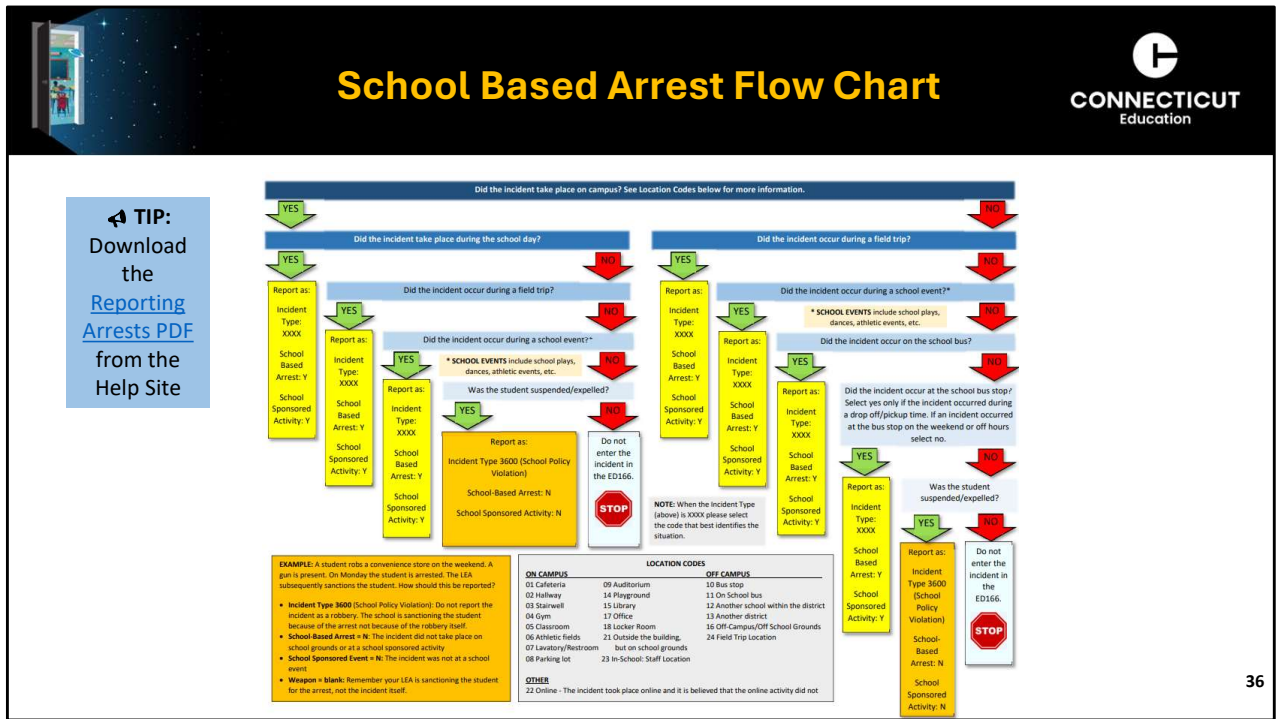 School Based Arrest Flow Chart
CONNECTICUT
Education
TIP:
Download
the
Reporting
Arrests PDF
from the
Help Site
Did the incident take place on campus? See Location Codes below for more information.
YES
NO
Did the incident take place during the school day?
Did the incident occur during a field trip?
YES
NO
YES
NO
Report as:
Incident
Type:
XXXX
School
Based
Arrest: Y
School
Sponsored
Activity: Y
Did the incident occur during a field trip?
YES
NO
Report as:
Incident
Type:
XXXX
School
Based
Arrest: Y
School
Sponsored
Activity: Y
Did the incident occur during a school event?*
* SCHOOL EVENTS include school plays,
dances, athletic events, etc.
YES
NO
Report as:
Incident
Type:
XXXX
School
Based
Arrest: Y
School
Sponsored
Activity: Y
Was the student suspended/expelled?
YES
NO
Report as:
Incident Type 3600 (School Policy
Violation)
School-Based Arrest: N
School Sponsored Activity: N
Do not
enter the
incident in
the ED166.
STOP
Report as:
Incident
Type:
XXXX
School
Based
Arrest: Y
School
Sponsored
Activity: Y
Did the incident occur during a school event?*
* SCHOOL EVENTS include school plays,
dances, athletic events, etc.
YES
NO
Report as:
Incident
Type:
XXXX
School
Based
Arrest: Y
School
Sponsored
Activity: Y
Did the incident occur on the school bus?
YES
NO
Report as:
Incident
Type:
XXXX
School
Based
Arrest: Y
School
Sponsored
Activity: Y
Did the incident occur at the school bus stop?
Select yes only if the incident occurred during
a drop off/pickup time. If an incident occurred
at the bus stop on the weekend or off hours
select no.
YES
NO
Report as:
Incident
Type:
XXXX
School
Based
Arrest: Y
School
Sponsored
Activity: Y
Was the student
suspended/expelled?
YES
NO
Report as:
Incident
Type 3600
(School
Policy
Violation)
School-
Based
Arrest: N
School
Sponsored
Activity: N
Do not
enter the
incident in
the
ED166.
STOP
NOTE: When the Incident Type
(above) is XXXX please select
the code that best identifies the
situation.
EXAMPLE: A student robs a convenience store on the weekend. A
gun is present. On Monday the student is arrested. The LEA
subsequently sanctions the student. How should this be reported?
• Incident Type 3600 (School Policy Violation): Do not report the
incident as a robbery. The school is sanctioning the student
because of the arrest not because of the robbery itself.
• School-Based Arrest = N: The incident did not take place on
school grounds or at a school sponsored activity
• School Sponsored Event = N: The incident was not at a school
event
• Weapon = blank: Remember your LEA is sanctioning the student
for the arrest, not the incident itself.
LOCATION CODES
ON CAMPUS
01 Cafeteria
02 Hallway
03 Stairwell
04 Gym
05 Classroom
06 Athletic fields
07 Lavatory/Restroom
08 Parking lot
09 Auditorium
14 Playground
15 Library
17 Office
18 Locker Room
21 Outside the building,
but on school grounds
23 In-School: Staff Location
OFF CAMPUS
10 Bus stop
11 On School bus
12 Another school within the district
13 Another district
16 Off-Campus/Off School Grounds
24 Field Trip Location
OTHER
22 Online - The incident took place online and it is believed that the online activity did not
36